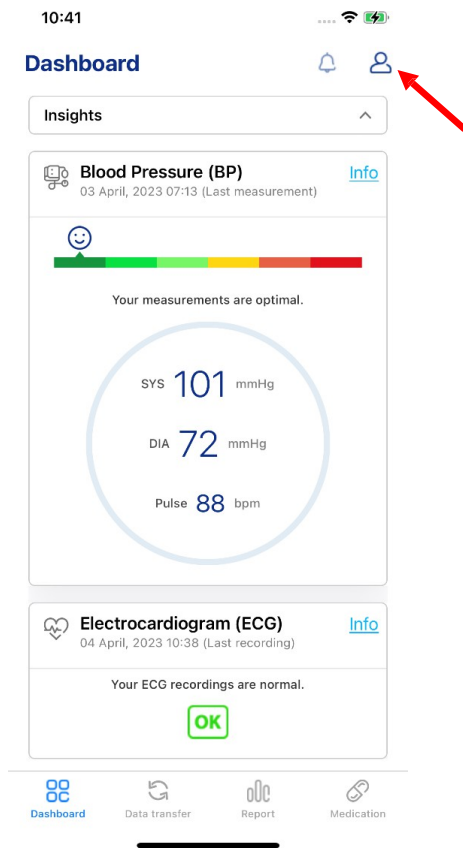 10:41
Dashboard
Insights
Blood Pressure (BP)
Info
03 April, 2023 07:13 (Last measurement)
Your measurements are optimal.
SYS 101 mmHg
DIA 72 mmHg
Pulse 88 bpm
Electrocardiogram (ECG)
Info
04 April, 2023 10:38 (Last recording)
Your ECG recordings are normal.
OK
Dashboard Data transfer Report Medication